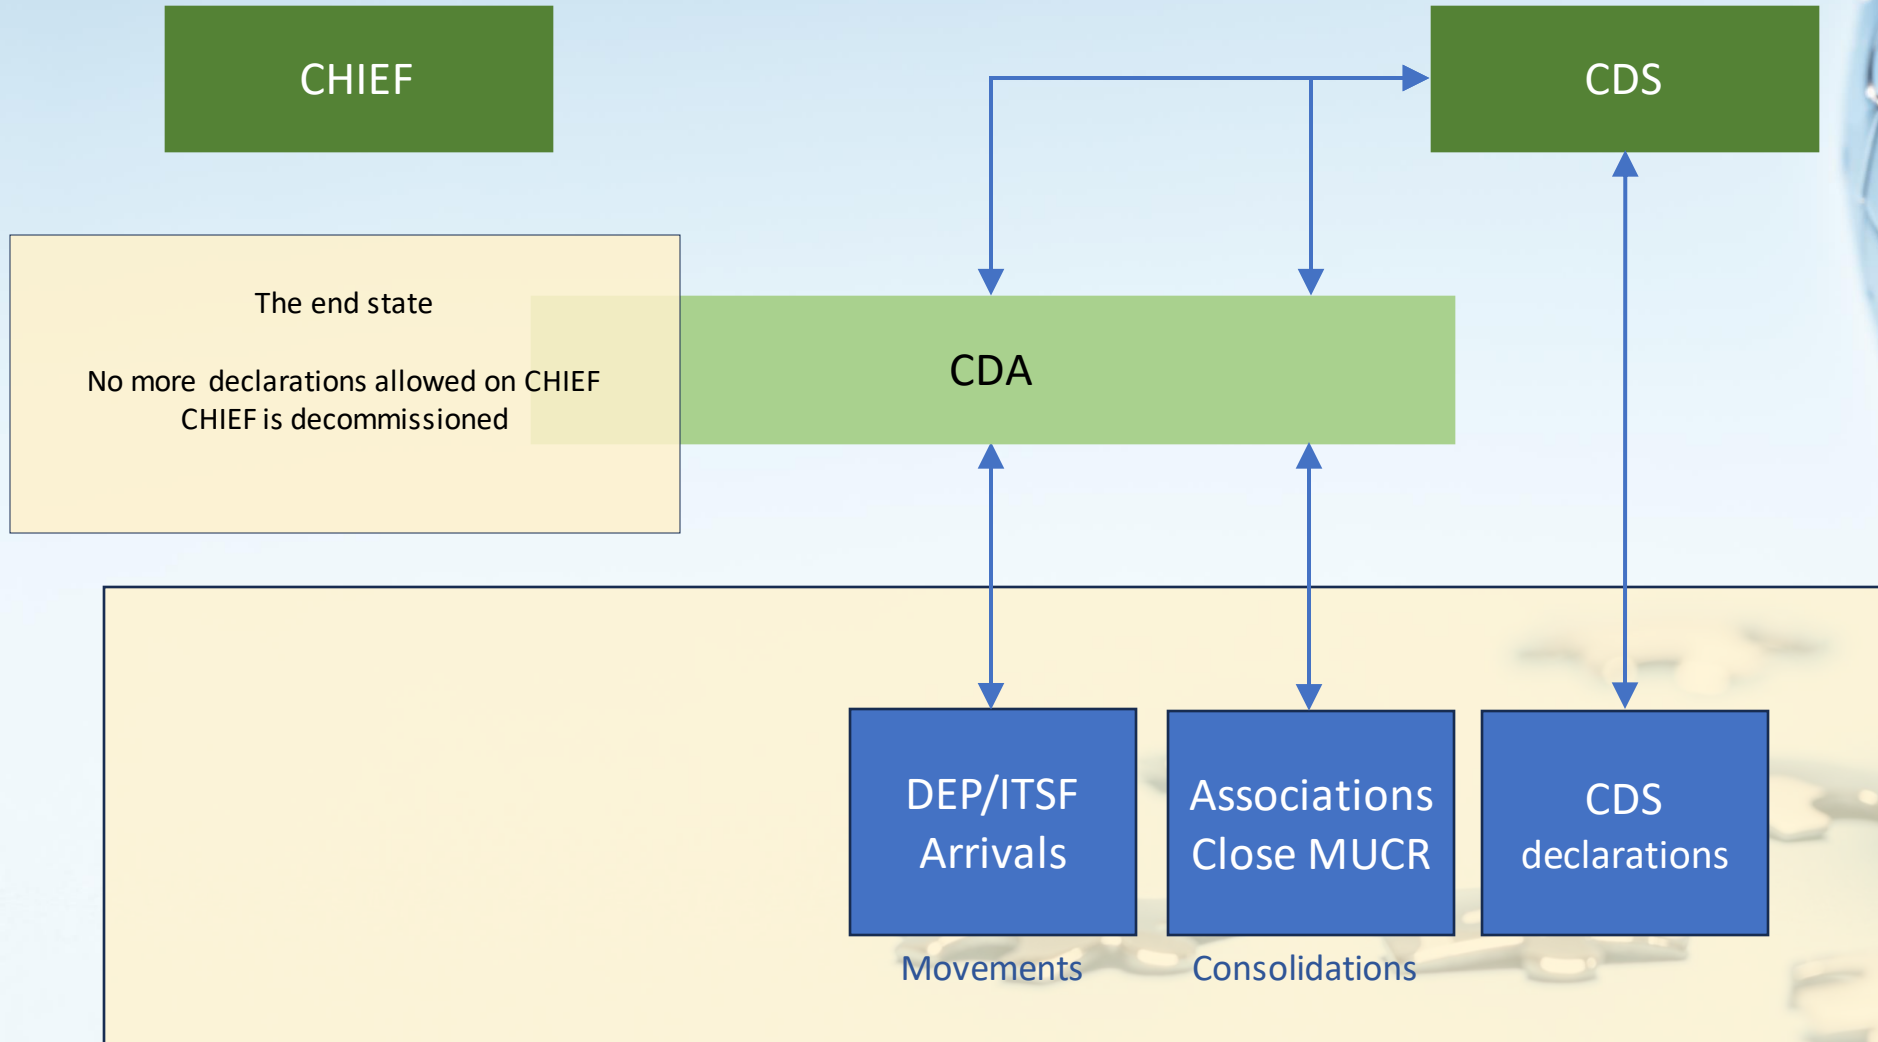 CHIEF
CDS
The end state
No more declarations allowed on CHIEF
CHIEF is decommissioned
CDA
DEP/ITSF
Arrivals
Associations
Close MUCR
CDS
declarations
Movements
Consolidations